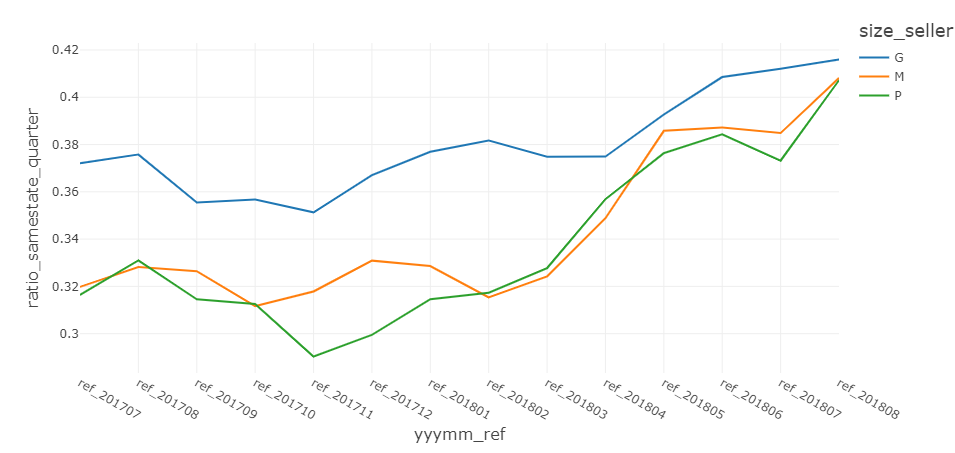 size_seller
G
M
P
ratio_samestate_quarter
0.42
0.4
0.38
0.36
0.34
0.32
0.3
ref_201707
ref_201708
ref_201709
ref_201710
ref_201711
ref_201712
ref_201801
ref_201802
ref_201803
ref_201804
ref_201805
ref_201806
ref_201807
ref_201808
yyymm_ref